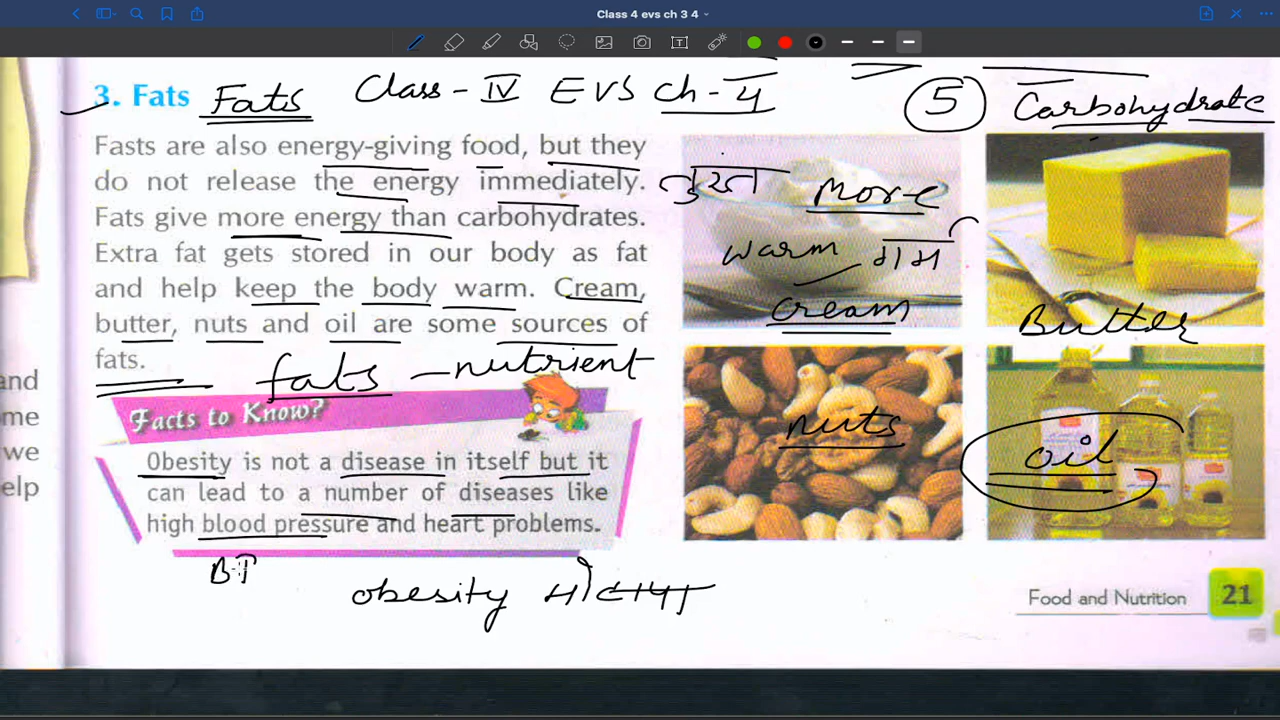 Class 4 evs ch 3 4
3. Fats Fats Class - IV EVS ch - 4
5 Carbohydrate
Fasts are also energy-giving food, but they
do not release the energy immediately.
Fats give more energy than carbohydrates.
Extra fat gets stored in our body as fat
and help keep the body warm. Cream,
butter, nuts and oil are some sources of
fats.
fats - nutrient
तुरंत more
warm
cream
Butter
nuts
oil
Facts to Know?
Obesity is not a disease in itself but it
can lead to a number of diseases like
high blood pressure and heart problems.
obesity मोटापा
Food and Nutrition 21
and
me
we
elp